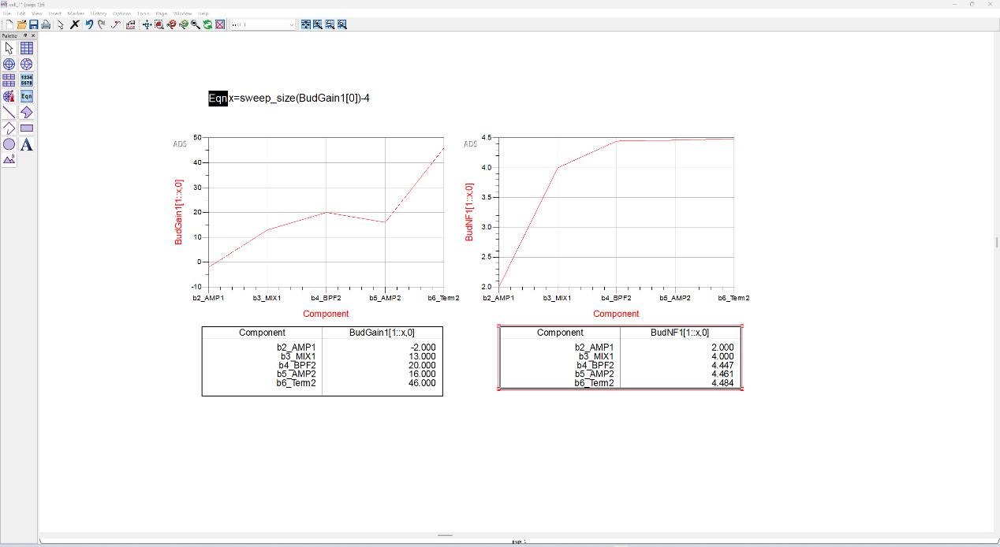 cell_1* [page 1]:6
File Edit View Insert Marker History Options Tools Page Window Help
Palette
1234
5678
Eqn
A
Eqn x=sweep_size(BudGain1[0])-4
ADS
50
40
30
20
10
0
-10
BudGain1[1::x,0]
b2_AMP1 b3_MIX1 b4_BPF2 b5_AMP2 b6_Term2
Component
ADS
4.5
4.0
3.5
3.0
2.5
2.0
BudNF1[1::x,0]
b2_AMP1 b3_MIX1 b4_BPF2 b5_AMP2 b6_Term2
Component
Component BudGain1[1::x,0]
b2_AMP1 -2.000
b3_MIX1 13.000
b4_BPF2 20.000
b5_AMP2 16.000
b6_Term2 46.000
Component BudNF1[1::x,0]
b2_AMP1 2.000
b3_MIX1 4.000
b4_BPF2 4.447
b5_AMP2 4.461
b6_Term2 4.484